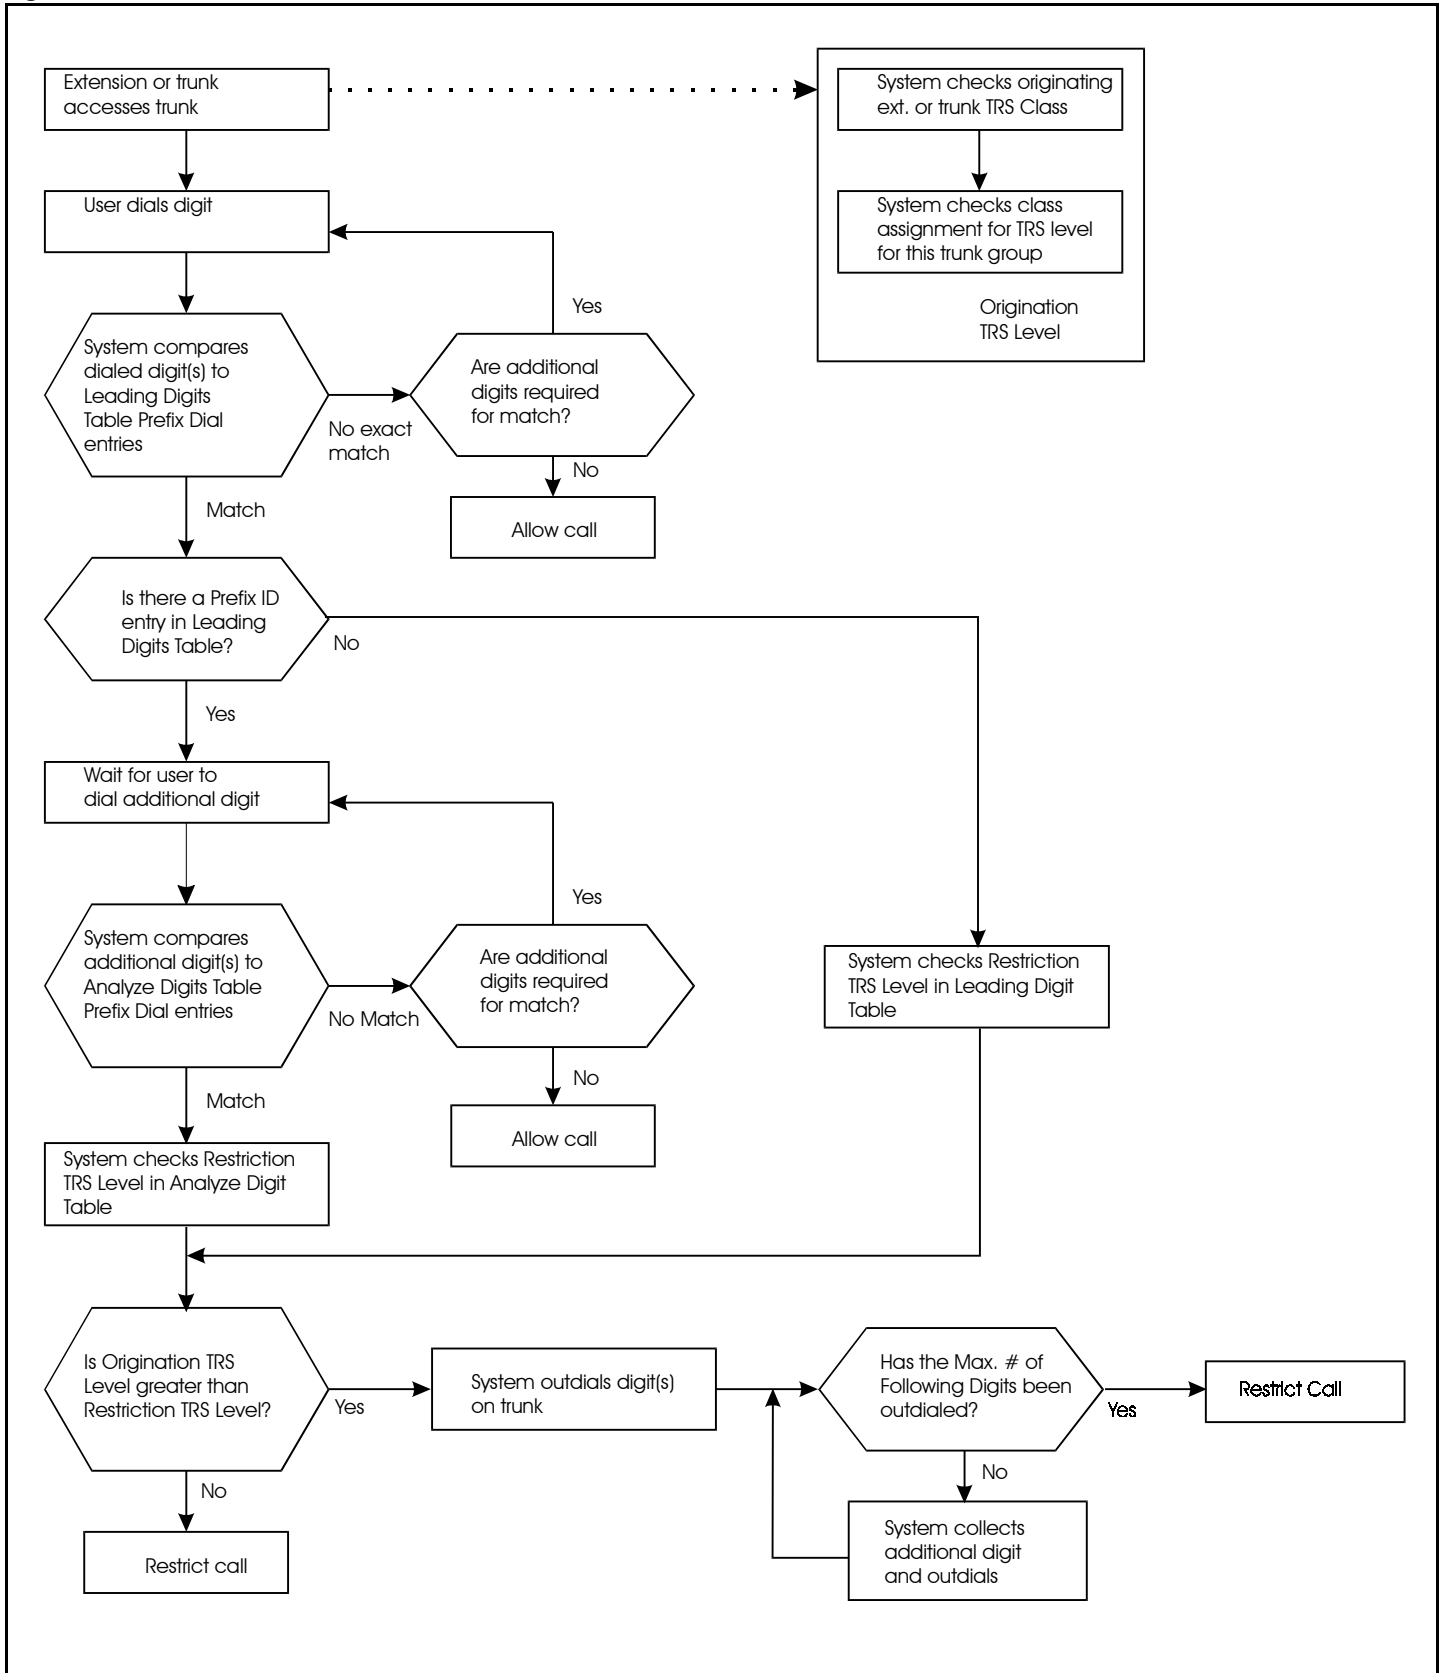 Extension or trunk
accesses trunk
System checks originating
ext. or trunk TRS Class
User dials digit
System checks class
assignment for TRS level
for this trunk group
Origination
TRS Level
Yes
System compares
dialed digit(s) to
Leading Digits
Table Prefix Dial
entries
Are additional
digits required
for match?
No exact
match
No
Match
Allow call
Is there a Prefix ID
entry in Leading
Digits Table?
No
Yes
Wait for user to
dial additional digit
Yes
System compares
additional digit(s) to
Analyze Digits Table
Prefix Dial entries
Are additional
digits required
for match?
System checks Restriction
TRS Level in Leading Digit
Table
No Match
No
Match
Allow call
System checks Restriction
TRS Level in Analyze Digit
Table
Is Origination TRS
Level greater than
Restriction TRS Level?
Yes
System outdials digit(s)
on trunk
Has the Max. # of
Following Digits been
outdialed?
Yes
Restrict Call
No
No
System collects
additional digit
and outdials
Restrict call